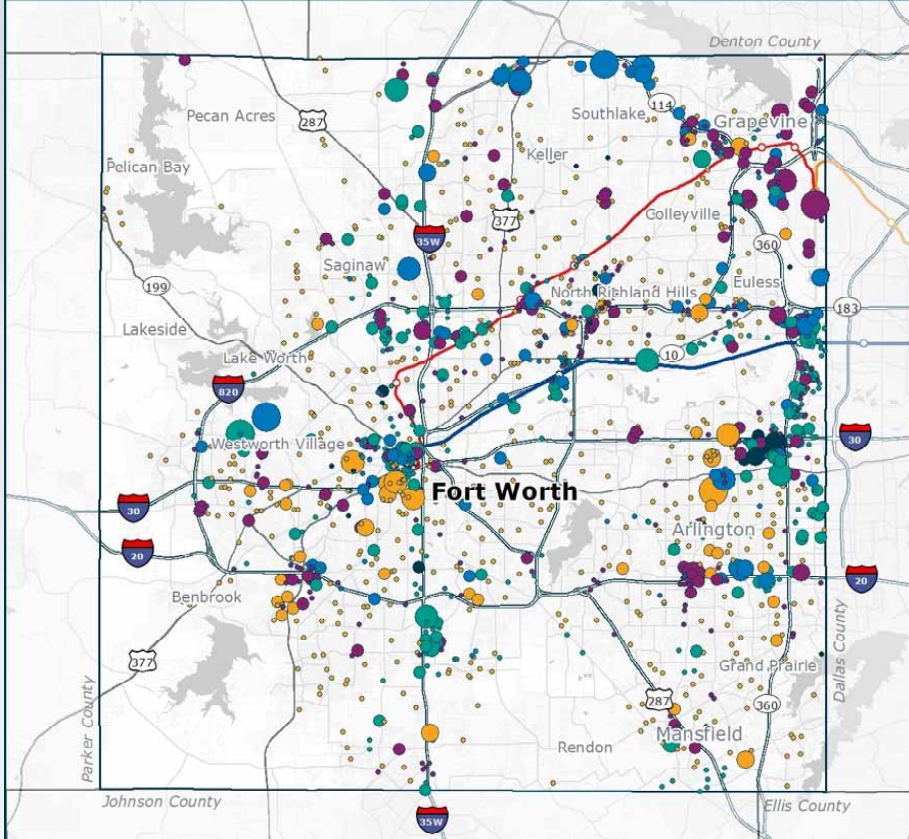 Denton County
Pecan Acres
Southlake
114
287
Grapevine
Keller
Pelican Bay
377
Colleyville
35W
360
Saginaw
199
North Richland Hills
Euless
183
Lakeside
Lake Worth
10
820
Westworth Village
30
Fort Worth
30
Arlington
20
20
Benbrook
377
Grand Prairie
Dallas County
287
360
Parker County
Mansfield
Rendon
Johnson County
Ellis County
35W